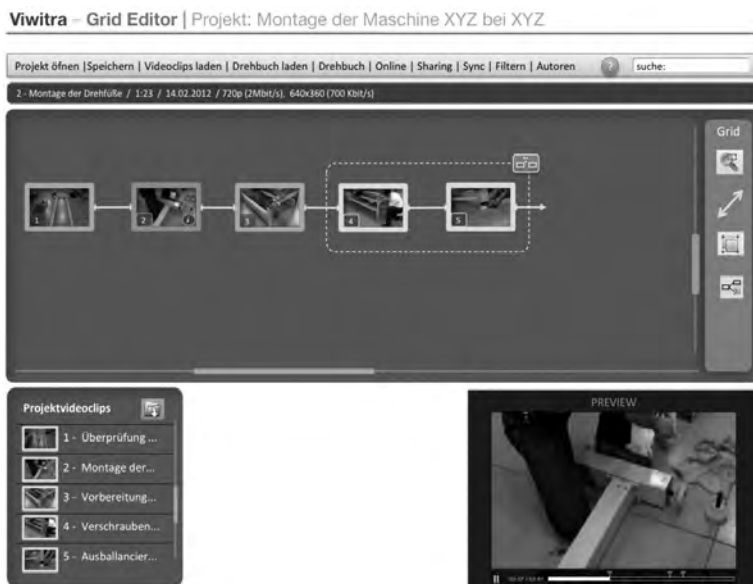 Viwitra – Grid Editor | Projekt: Montage der Maschine XYZ bei XYZ
Projekt öfnen |Speichern | Videoclips laden | Drehbuch laden | Drehbuch | Online | Sharing | Sync | Filtern | Autoren ? suche:
2 - Montage der Drehfüße / 1:23 / 14.02.2012 / 720p (2Mbit/s), 640x360 (700 Kbit/s)
Grid
1
2
i
3
4
5
Projektvideoclips
1 - Überprüfung ...
2 - Montage der...
3 - Vorbereitung...
4 - Verschrauben...
5 - Ausballancier...
PREVIEW